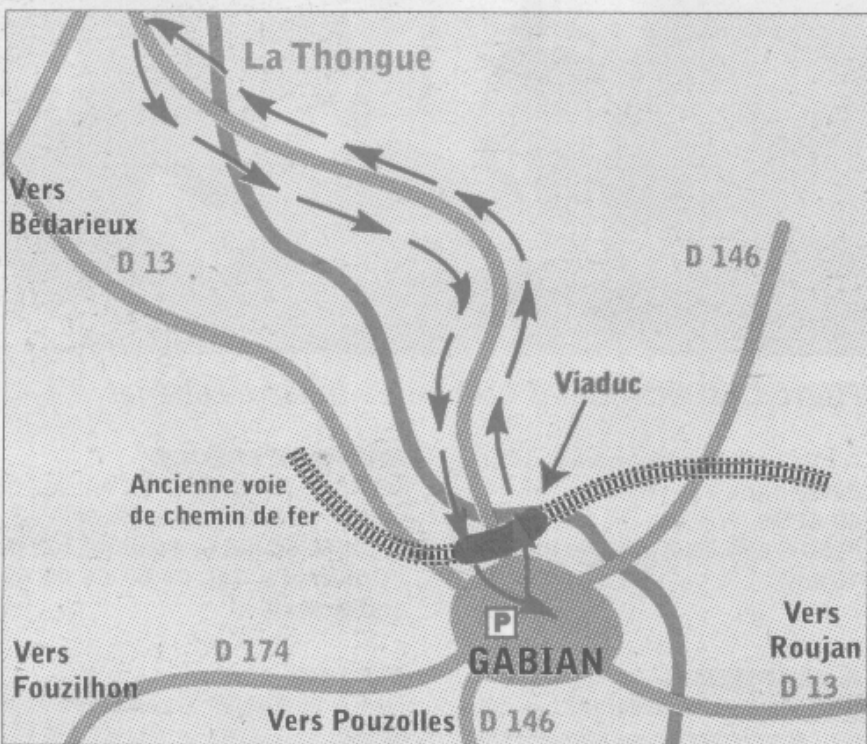 La Thongue
Vers
Bédarieux
D 13
D 146
Viaduc
Ancienne voie
de chemin de fer
P
GABIAN
Vers
Roujan
D 13
Vers
Fouzilhon
D 174
Vers Pouzolles D 146